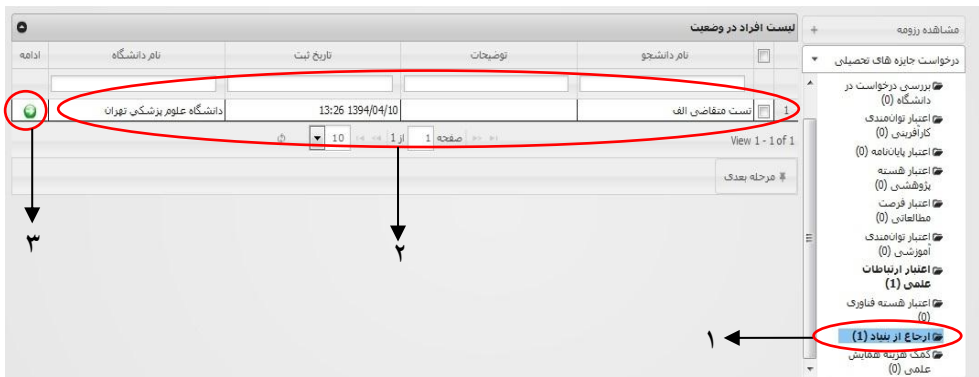 مشاهده رزومه
درخواست جایزه های تحصیلی
بررسی درخواست در
دانشگاه (0)
اعتبار توانمندی
کارآفرینی (0)
اعتبار پایاننامه (0)
اعتبار هسته
پژوهشی (0)
اعتبار فرصت
مطالعاتی (0)
اعتبار توانمندی
آموزشی (0)
اعتبار ارتباطات
علمی (1)
اعتبار هسته فناوری
(0)
ارجاع از بنیاد (1)
کمک هزینه همایش
علمی (0)
لیست افراد در وضعیت
نام دانشجو توضیحات تاریخ ثبت نام دانشگاه ادامه
1 تست متقاضی الف 1394/04/10 13:26 دانشگاه علوم پزشکی تهران
View 1 - 1 of 1 صفحه 1 از 1 10
مرحله بعدی
۱
۲
۳